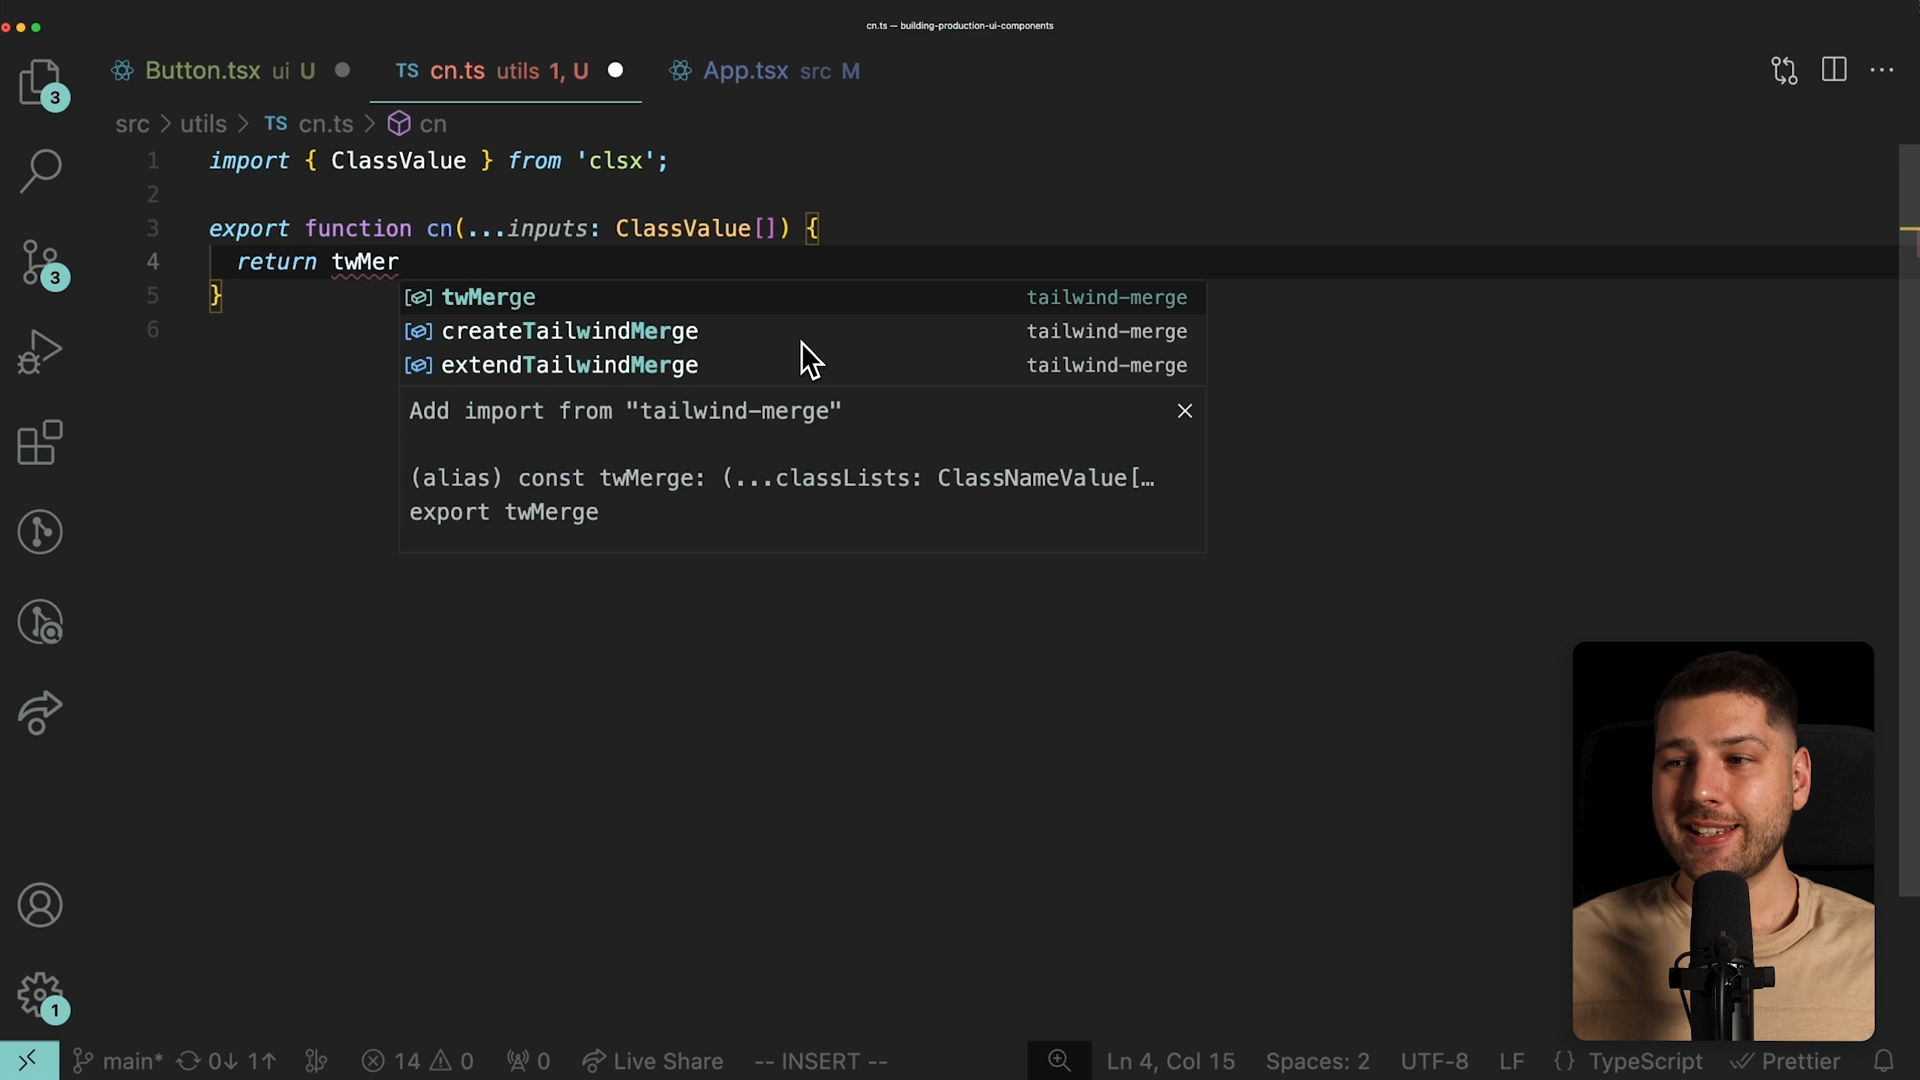 cn.ts — building-production-ui-components
Button.tsx ui U
TS cn.ts utils 1, U
App.tsx src M
3
src > utils > TS cn.ts > cn
1 import { ClassValue } from 'clsx';
2
3 export function cn(...inputs: ClassValue[]) {
4 return twMer
5 }
6
twMerge tailwind-merge
createTailwindMerge tailwind-merge
extendTailwindMerge tailwind-merge
Add import from "tailwind-merge"
(alias) const twMerge: (...classLists: ClassNameValue[…
export twMerge
3
1
main* 0↓ 1↑ 14 0 0 Live Share -- INSERT -- Ln 4, Col 15 Spaces: 2 UTF-8 LF {} TypeScript Prettier